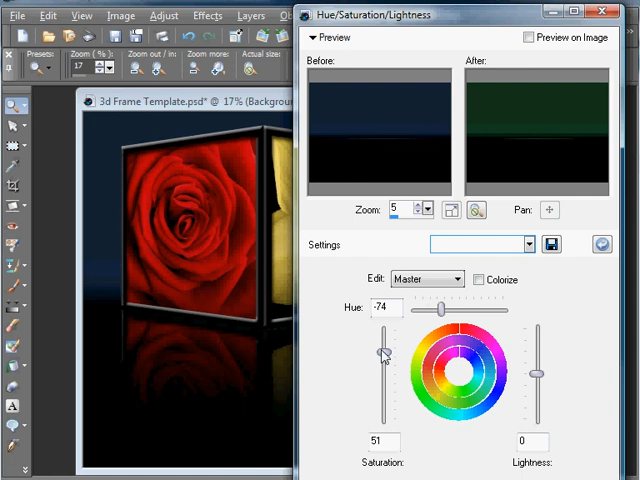 File Edit View Image Adjust Effects Layers Ob
Hue/Saturation/Lightness
Presets: Zoom ( % ): Zoom out / in: Zoom more: Actual size:
17
3d Frame Template.psd* @ 17% (Backgroun
Preview
Preview on Image
Before: After:
Zoom: 5 Pan:
Settings
Edit: Master Colorize
Hue: -74
51 0
Saturation: Lightness:
A